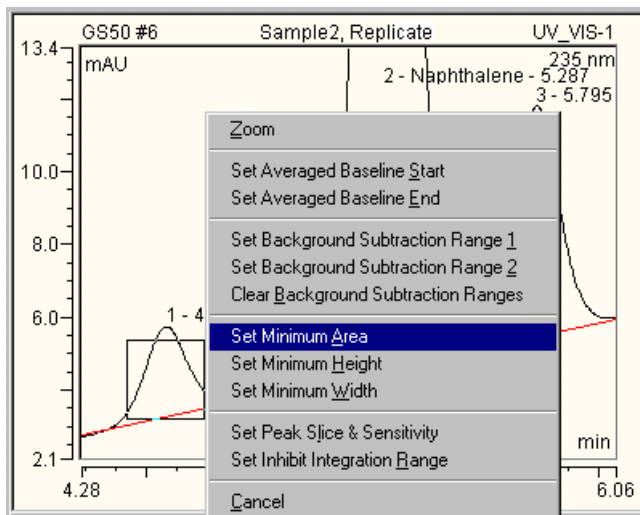 GS50 #6 Sample2, Replicate UV_VIS-1
13.4
mAU
235 nm
2 - Naphthalene - 5.287
3 - 5.795
Zoom
10.0
Set Averaged Baseline Start
Set Averaged Baseline End
8.0
Set Background Subtraction Range 1
Set Background Subtraction Range 2
Clear Background Subtraction Ranges
6.0
1 - 4
Set Minimum Area
Set Minimum Height
Set Minimum Width
Set Peak Slice & Sensitivity
min
2.1
Set Inhibit Integration Range
4.28
6.06
Cancel